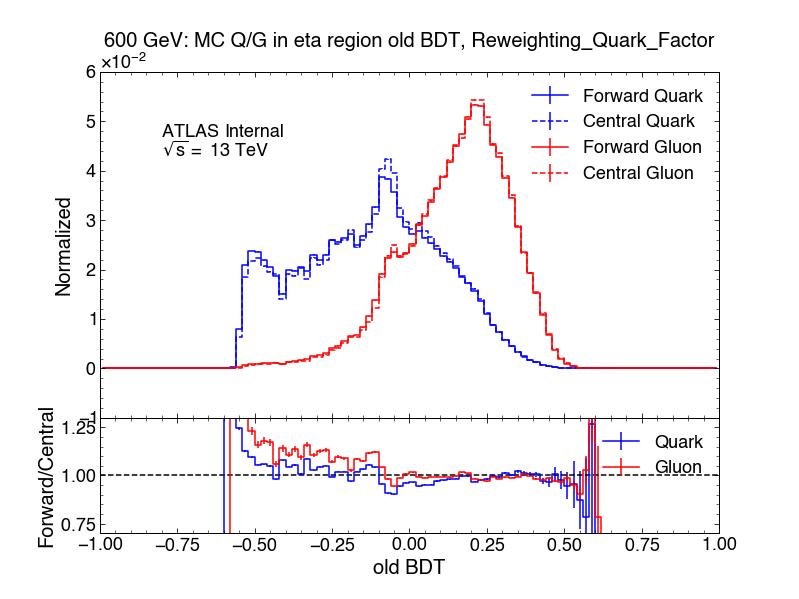 600 GeV: MC Q/G in eta region old BDT, Reweighting_Quark_Factor
×10⁻²
6
5
4
3
2
1
0
−1
Normalized
ATLAS Internal
√s = 13 TeV
Forward Quark
Central Quark
Forward Gluon
Central Gluon
1.25
1.00
0.75
Forward/Central
Quark
Gluon
−1.00 −0.75 −0.50 −0.25 0.00 0.25 0.50 0.75 1.00
old BDT